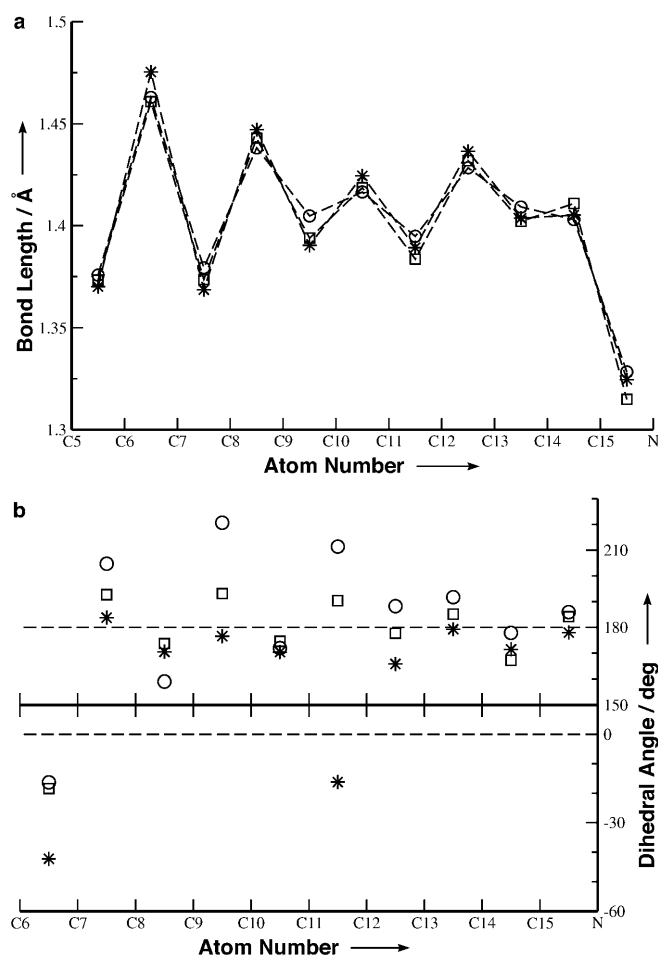 a
1.5
1.45
1.4
1.35
1.3
Bond Length / Å
C5 C6 C7 C8 C9 C10 C11 C12 C13 C14 C15 N
Atom Number
b
210
180
150
0
-30
-60
Dihedral Angle / deg
C6 C7 C8 C9 C10 C11 C12 C13 C14 C15 N
Atom Number